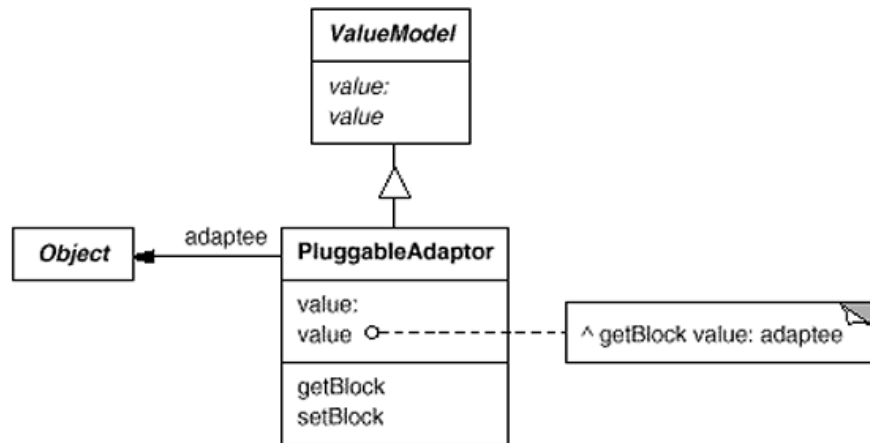 ValueModel
value:
value
Object
adaptee
PluggableAdaptor
value:
value
^ getBlock value: adaptee
getBlock
setBlock